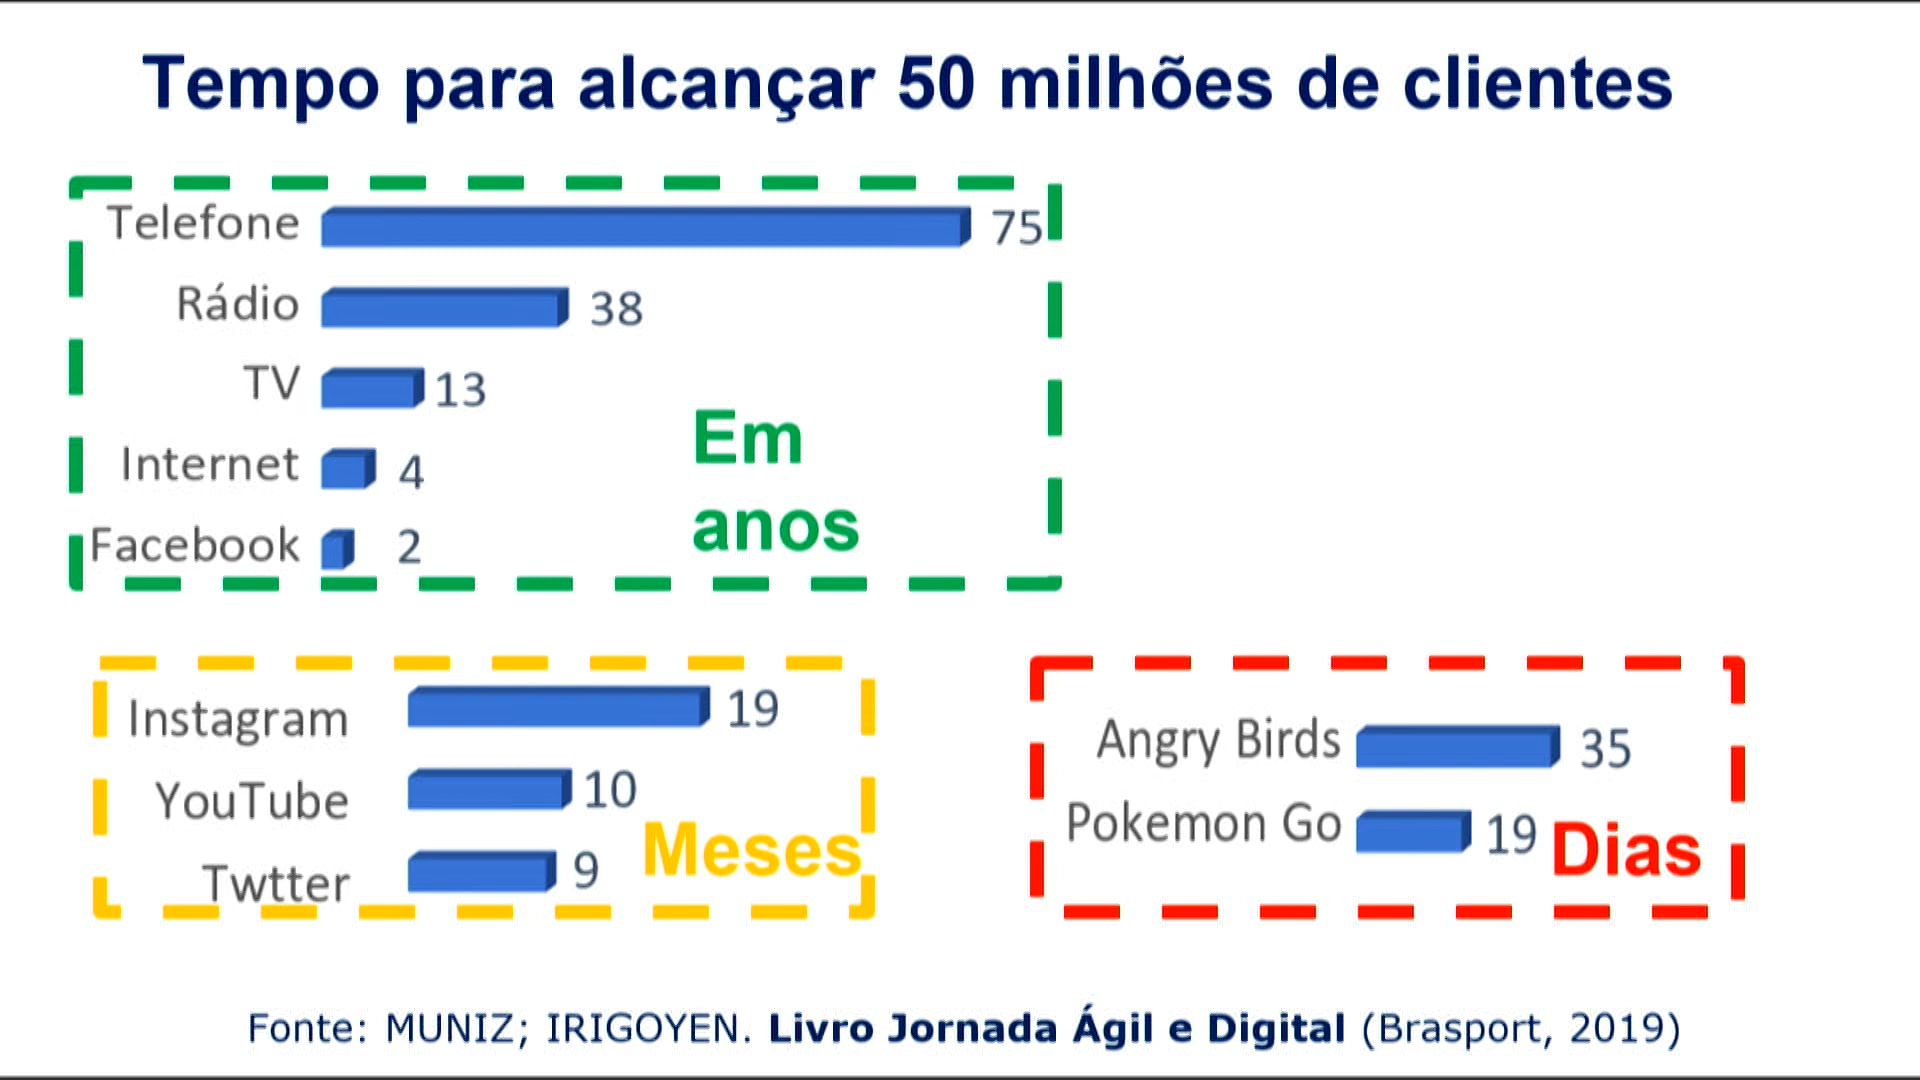 Tempo para alcançar 50 milhões de clientes
Telefone 75
Rádio 38
TV 13
Internet 4
Facebook 2
Em
anos
Instagram 19
YouTube 10
Twtter 9
Meses
Angry Birds 35
Pokemon Go 19
Dias
Fonte: MUNIZ; IRIGOYEN. Livro Jornada Ágil e Digital (Brasport, 2019)